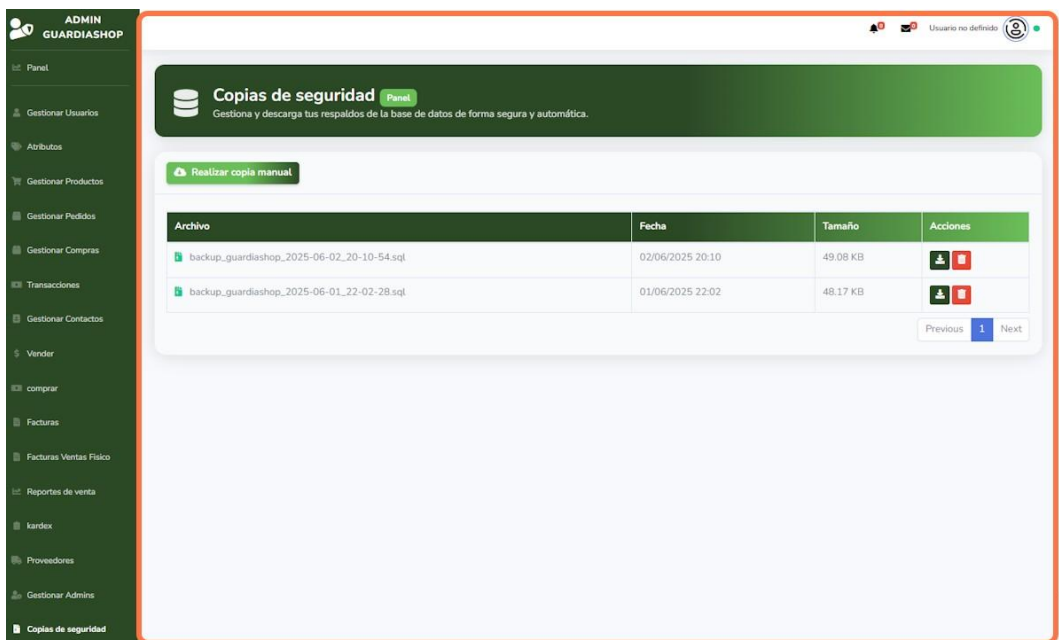 ADMIN
GUARDIASHOP
Panel
Gestionar Usuarios
Atributos
Gestionar Productos
Gestionar Pedidos
Gestionar Compras
Transacciones
Gestionar Contactos
Vender
comprar
Facturas
Facturas Ventas Fisico
Reportes de venta
kardex
Proveedores
Gestionar Admins
Copias de seguridad
Usuario no definido
Copias de seguridad Panel
Gestiona y descarga tus respaldos de la base de datos de forma segura y automática.
Realizar copia manual
Archivo Fecha Tamaño Acciones
backup_guardiashop_2025-06-02_20-10-54.sql 02/06/2025 20:10 49.08 KB
backup_guardiashop_2025-06-01_22-02-28.sql 01/06/2025 22:02 48.17 KB
Previous 1 Next